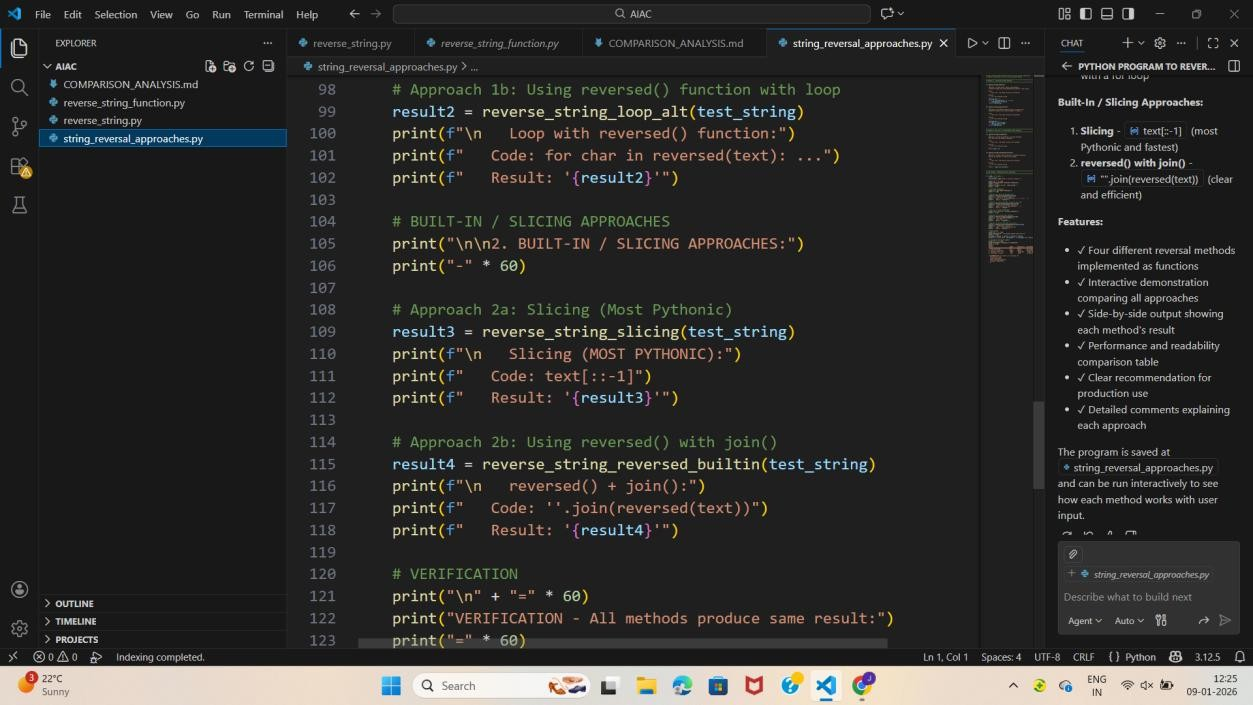 File Edit Selection View Go Run Terminal Help
AIAC
EXPLORER
AIAC
COMPARISON_ANALYSIS.md
reverse_string_function.py
reverse_string.py
string_reversal_approaches.py
OUTLINE
TIMELINE
PROJECTS
reverse_string.py reverse_string_function.py COMPARISON_ANALYSIS.md string_reversal_approaches.py
string_reversal_approaches.py > ...
98 # Approach 1b: Using reversed() function with loop
99 result2 = reverse_string_loop_alt(test_string)
100 print(f"\n   Loop with reversed() function:")
101 print(f"   Code: for char in reversed(text): ...")
102 print(f"   Result: '{result2}'")
103
104 # BUILT-IN / SLICING APPROACHES
105 print("\n\n2. BUILT-IN / SLICING APPROACHES:")
106 print("-" * 60)
107
108 # Approach 2a: Slicing (Most Pythonic)
109 result3 = reverse_string_slicing(test_string)
110 print(f"\n   Slicing (MOST PYTHONIC):")
111 print(f"   Code: text[::-1]")
112 print(f"   Result: '{result3}'")
113
114 # Approach 2b: Using reversed() with join()
115 result4 = reverse_string_reversed_builtin(test_string)
116 print(f"\n   reversed() + join():")
117 print(f"   Code: ''.join(reversed(text))")
118 print(f"   Result: '{result4}'")
119
120 # VERIFICATION
121 print("\n" + "=" * 60)
122 print("VERIFICATION - All methods produce same result:")
123 print("=" * 60)
CHAT
PYTHON PROGRAM TO REVER...
with a for loop
Built-In / Slicing Approaches:
1. Slicing - text[::-1] (most
Pythonic and fastest)
2. reversed() with join() -
"".join(reversed(text)) (clear
and efficient)
Features:
• ✓ Four different reversal methods
implemented as functions
• ✓ Interactive demonstration
comparing all approaches
• ✓ Side-by-side output showing
each method's result
• ✓ Performance and readability
comparison table
• ✓ Clear recommendation for
production use
• ✓ Detailed comments explaining
each approach
The program is saved at
string_reversal_approaches.py
and can be run interactively to see
how each method works with user
input.
string_reversal_approaches.py
Describe what to build next
Agent Auto
0 0 Indexing completed. Ln 1, Col 1 Spaces: 4 UTF-8 CRLF {} Python 3.12.5
3
22°C
Sunny
Search
ENG
IN
12:25
09-01-2026